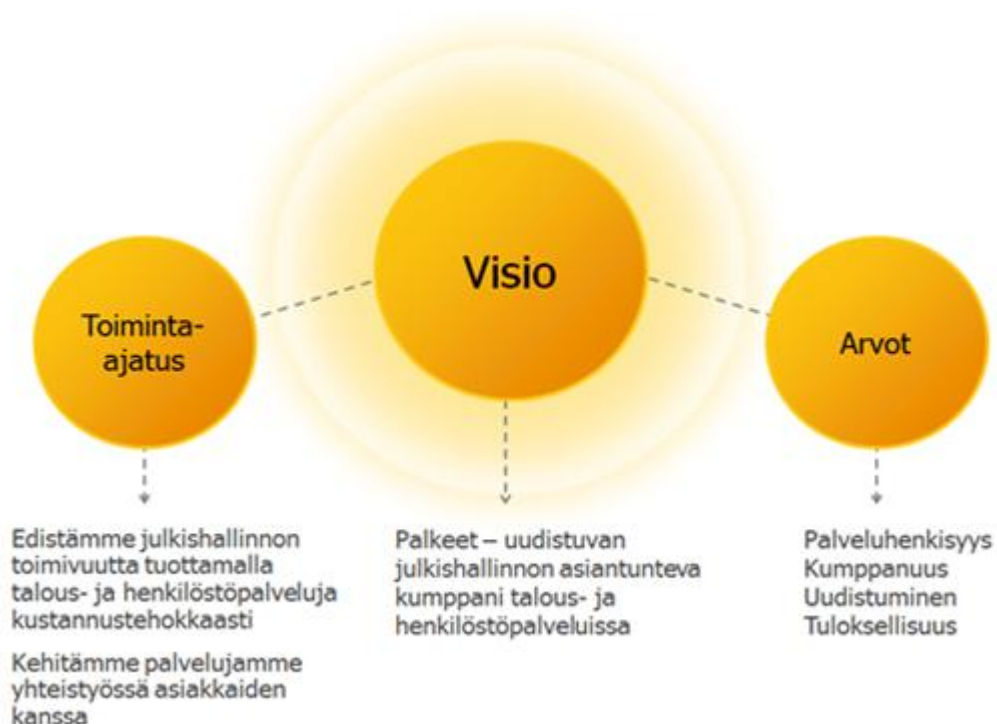 Visio
Toiminta-
ajatus
Arvot
Edistämme julkishallinnon
toimivuutta tuottamalla
talous- ja henkilöstöpalveluja
kustannustehokkaasti
Kehitämme palvelujamme
yhteistyössä asiakkaiden
kanssa
Palkeet – uudistuvan
julkishallinnon asiantunteva
kumppani talous- ja
henkilöstöpalveluissa
Palveluhenkisyys
Kumppanuus
Uudistuminen
Tuloksellisuus